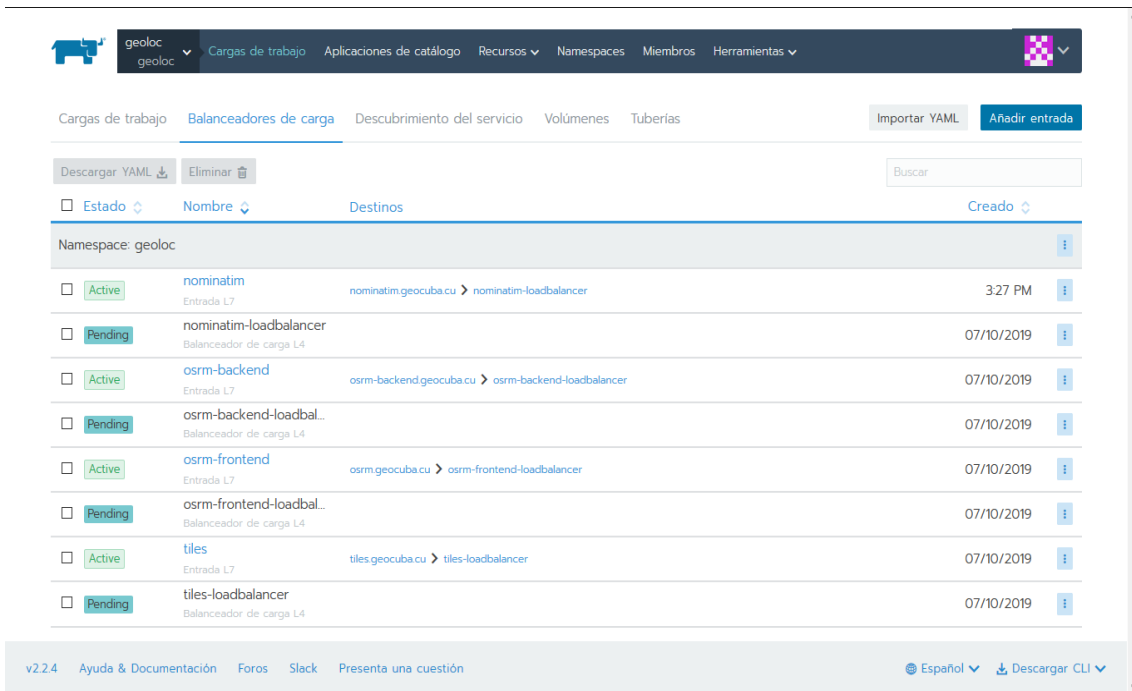 geoloc
geoloc
Cargas de trabajo Aplicaciones de catálogo Recursos Namespaces Miembros Herramientas
Cargas de trabajo Balanceadores de carga Descubrimiento del servicio Volúmenes Tuberías Importar YAML Añadir entrada
Descargar YAML Eliminar Buscar
Estado Nombre Destinos Creado
Namespace: geoloc
Active nominatim nominatim.geocuba.cu > nominatim-loadbalancer 3:27 PM
Entrada L7
Pending nominatim-loadbalancer 07/10/2019
Balanceador de carga L4
Active osrm-backend osrm-backend.geocuba.cu > osrm-backend-loadbalancer 07/10/2019
Entrada L7
Pending osrm-backend-loadbal... 07/10/2019
Balanceador de carga L4
Active osrm-frontend osrm.geocuba.cu > osrm-frontend-loadbalancer 07/10/2019
Entrada L7
Pending osrm-frontend-loadbal... 07/10/2019
Balanceador de carga L4
Active tiles tiles.geocuba.cu > tiles-loadbalancer 07/10/2019
Entrada L7
Pending tiles-loadbalancer 07/10/2019
Balanceador de carga L4
v2.2.4 Ayuda & Documentación Foros Slack Presenta una cuestión Español Descargar CLI